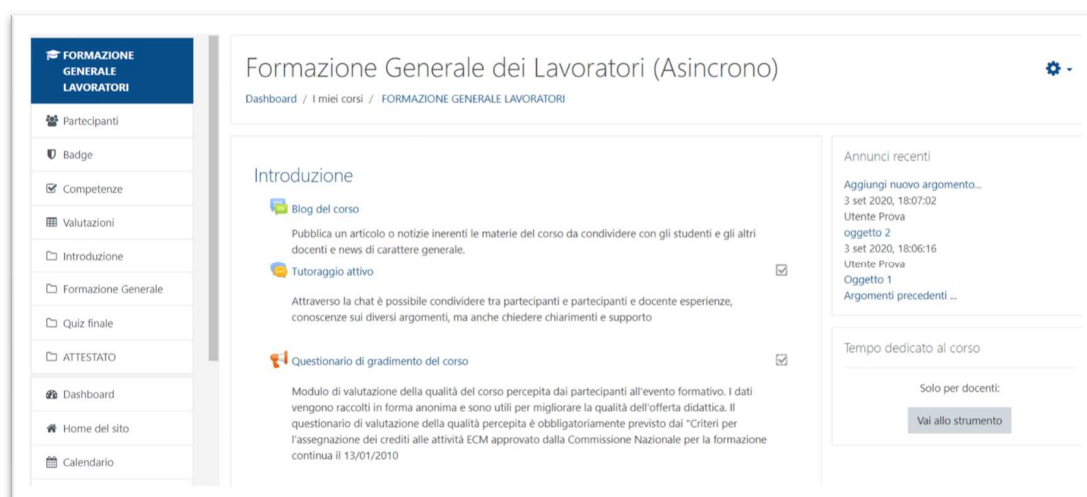 FORMAZIONE
GENERALE
LAVORATORI
Partecipanti
Badge
Competenze
Valutazioni
Introduzione
Formazione Generale
Quiz finale
ATTESTATO
Dashboard
Home del sito
Calendario
Formazione Generale dei Lavoratori (Asincrono)
Dashboard / I miei corsi / FORMAZIONE GENERALE LAVORATORI
Introduzione
Blog del corso
Pubblica un articolo o notizie inerenti le materie del corso da condividere con gli studenti e gli altri
docenti e news di carattere generale.
Tutoraggio attivo
Attraverso la chat è possibile condividere tra partecipanti e partecipanti e docente esperienze,
conoscenze sui diversi argomenti, ma anche chiedere chiarimenti e supporto
Questionario di gradimento del corso
Modulo di valutazione della qualità del corso percepita dai partecipanti all'evento formativo. I dati
vengono raccolti in forma anonima e sono utili per migliorare la qualità dell'offerta didattica. Il
questionario di valutazione della qualità percepita è obbligatoriamente previsto dai "Criteri per
l'assegnazione dei crediti alle attività ECM approvato dalla Commissione Nazionale per la formazione
continua il 13/01/2010
Annunci recenti
Aggiungi nuovo argomento...
3 set 2020, 18:07:02
Utente Prova
oggetto 2
3 set 2020, 18:06:16
Utente Prova
Oggetto 1
Argomenti precedenti ...
Tempo dedicato al corso
Solo per docenti:
Vai allo strumento